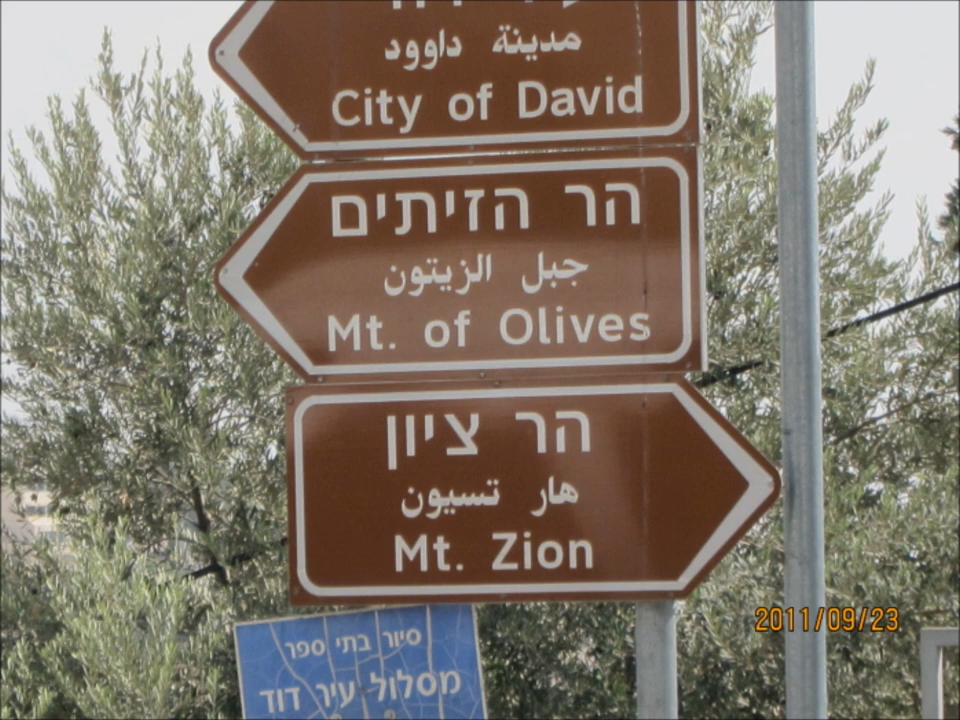 مدينة داوود
City of David
הר הזיתים
جبل الزيتون
Mt. of Olives
הר ציון
هار تسيون
Mt. Zion
2011/09/23
סיור בתי ספר
מסלול עיר דוד